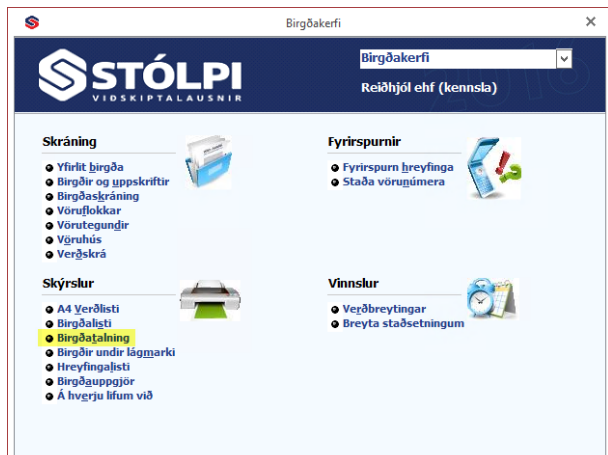 Birgðakerfi
STÓLPI
VIÐSKIPTALAUSNIR
Birgðakerfi
Reiðhjól ehf (kennsla)
2016
Skráning
Yfirlit birgða
Birgðir og uppskriftir
Birgðaskráning
Vöruflokkar
Vörutegundir
Vöruhús
Verðskrá
Fyrirspurnir
Fyrirspurn hreyfinga
Staða vörunúmera
Skýrslur
A4 Verðlisti
Birgðalisti
Birgðatalning
Birgðir undir lágmarki
Hreyfingalisti
Birgðauppgjör
Á hverju lifum við
Vinnslur
Verðbreytingar
Breyta staðsetningum